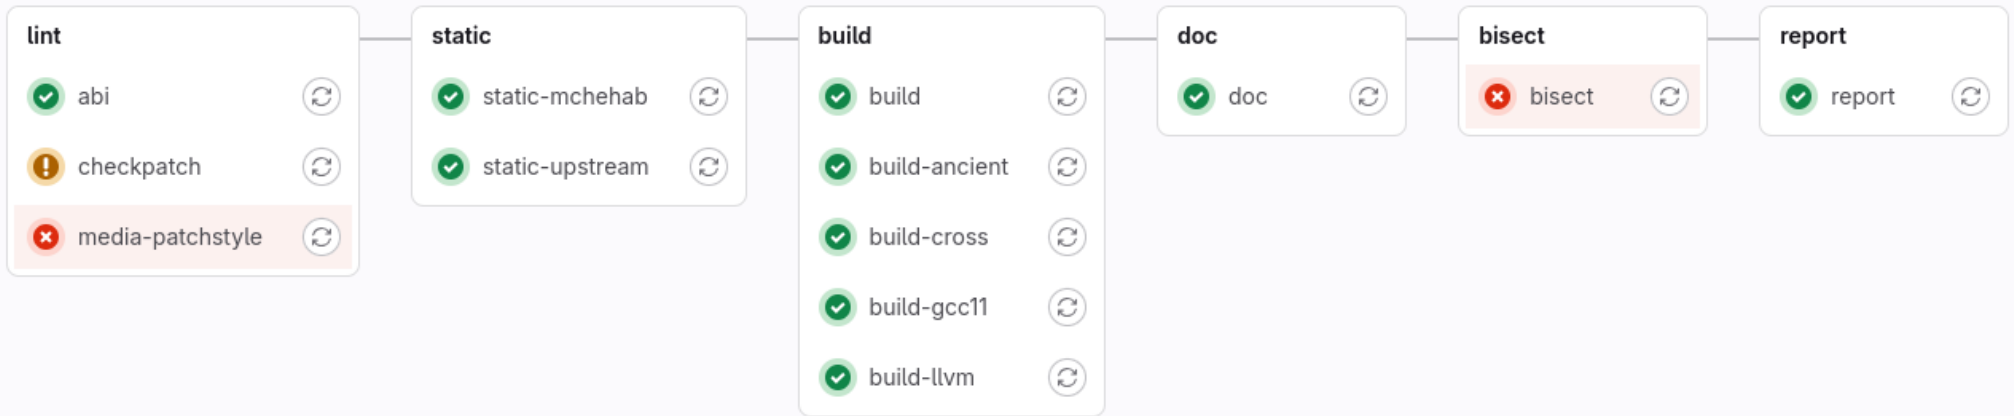 lint
abi
checkpatch
media-patchstyle
static
static-mchehab
static-upstream
build
build
build-ancient
build-cross
build-gcc11
build-llvm
doc
doc
bisect
bisect
report
report